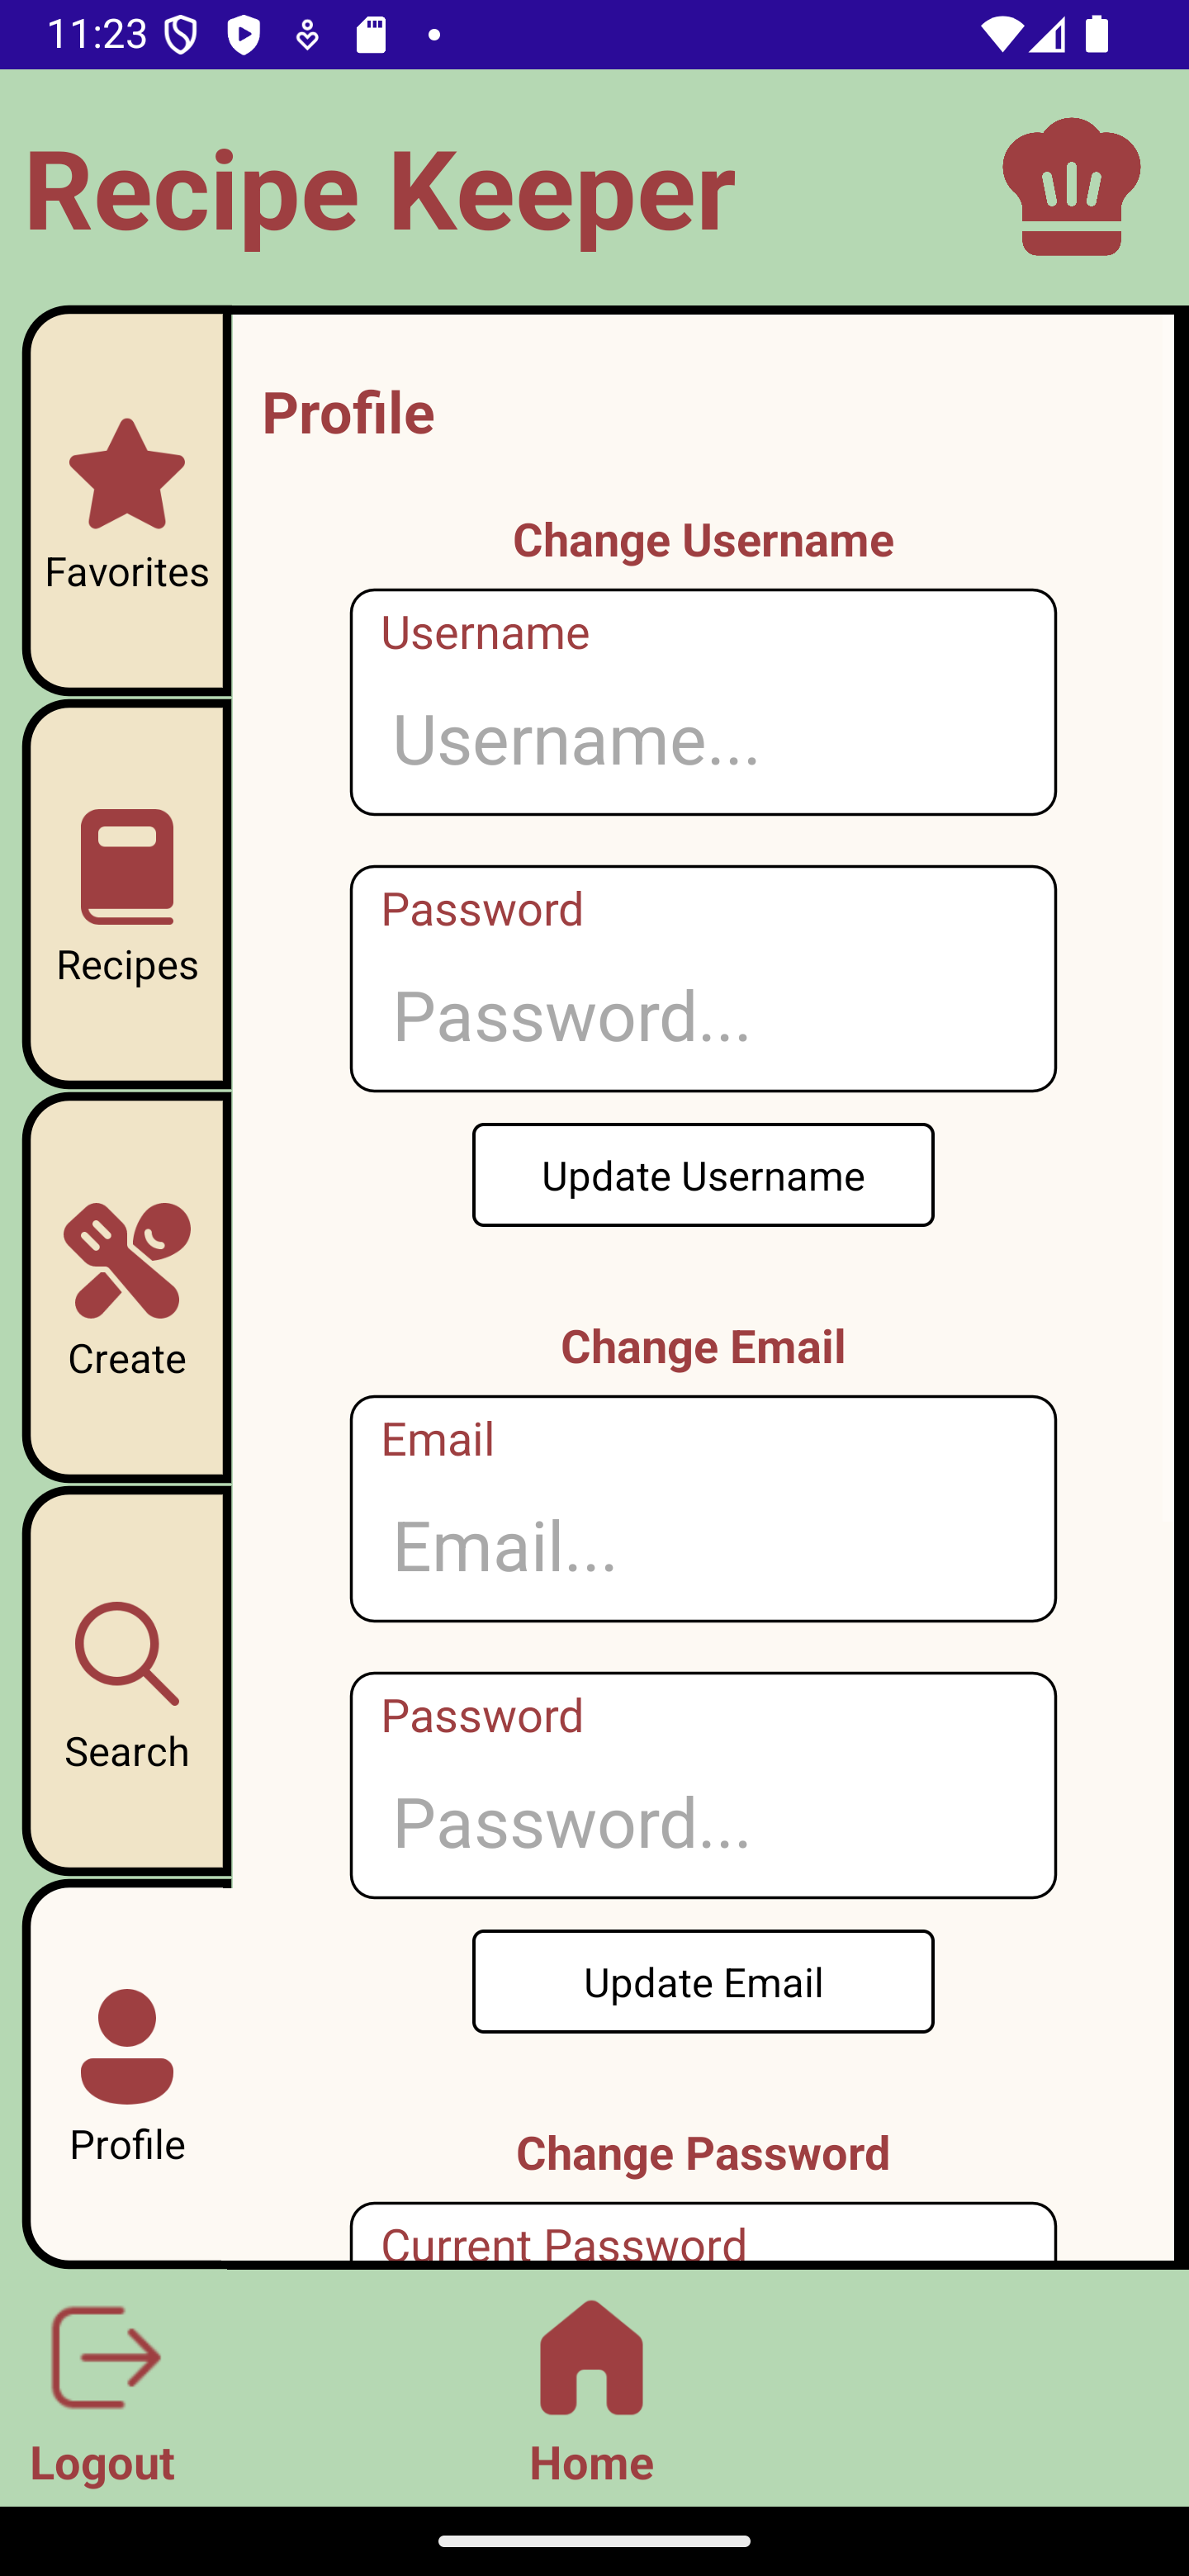 11:23
Recipe Keeper
Favorites
Recipes
Create
Search
Profile
Profile
Change Username
Username
Username...
Password
Password...
Update Username
Change Email
Email
Email...
Password
Password...
Update Email
Change Password
Current Password
Logout
Home